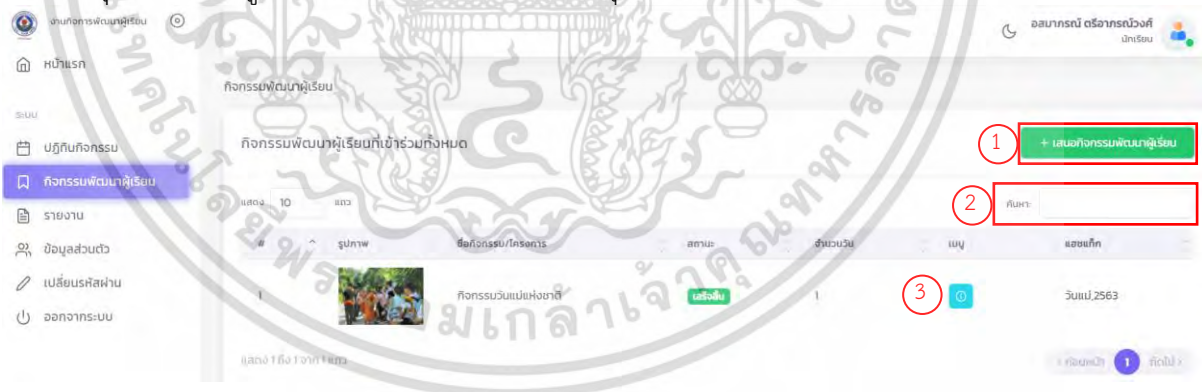 งานกิจการพัฒนาผู้เรียน
อสมาภรณ์ ตรีอาภรณ์วงศ์
นักเรียน
หน้าแรก
กิจกรรมพัฒนาผู้เรียน
ระบบ
ปฏิทินกิจกรรม
กิจกรรมพัฒนาผู้เรียนที่เข้าร่วมทั้งหมด
1
+ เสนอกิจกรรมพัฒนาผู้เรียน
กิจกรรมพัฒนาผู้เรียน
แสดง 10 แถว
2
ค้นหา:
รายงาน
# รูปภาพ ชื่อกิจกรรม/โครงการ สถานะ จำนวนวัน เมนู แฮชแท็ก
ข้อมูลส่วนตัว
เปลี่ยนรหัสผ่าน
1 กิจกรรมวันแม่แห่งชาติ เสร็จสิ้น 1 3 วันแม่,2563
ออกจากระบบ
แสดง 1 ถึง 1 จาก 1 แถว
‹ ก่อนหน้า 1 ถัดไป ›